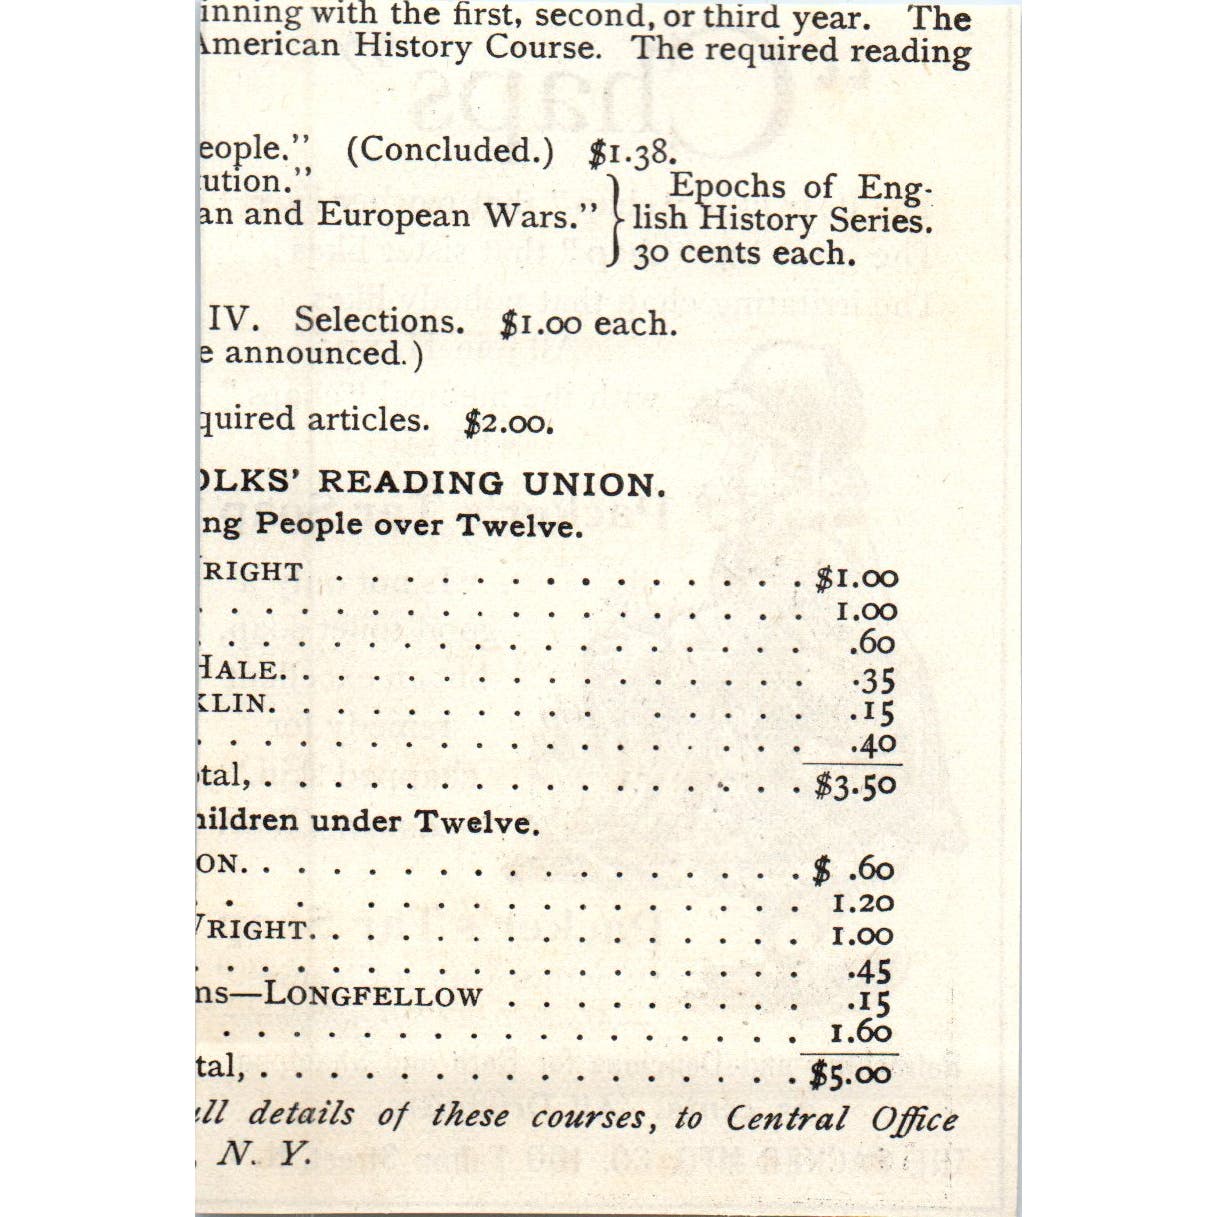 inning with the first, second, or third year. The
American History Course. The required reading
eople." (Concluded.) $1.38.
ution."
an and European Wars." } Epochs of Eng-
lish History Series.
30 cents each.
IV. Selections. $1.00 each.
e announced.)
quired articles. $2.00.
OLKS' READING UNION.
ng People over Twelve.
RIGHT . . . . . . . . . . . . . . $1.00
. . . . . . . . . . . . . . . . . 1.00
. . . . . . . . . . . . . . . . . .60
HALE. . . . . . . . . . . . . . . .35
KLIN. . . . . . . . . . . . . . . .15
. . . . . . . . . . . . . . . . . .40
otal, . . . . . . . . . . . . . . . . $3.50
hildren under Twelve.
ON. . . . . . . . . . . . . . . . . $ .60
. . . . . . . . . . . . . . . . 1.20
WRIGHT. . . . . . . . . . . . . . . 1.00
. . . . . . . . . . . . . . . . . .45
ms—LONGFELLOW . . . . . . . . . .15
. . . . . . . . . . . . . . . . . 1.60
tal, . . . . . . . . . . . . . . . . $5.00
ull details of these courses, to Central Office
, N. Y.